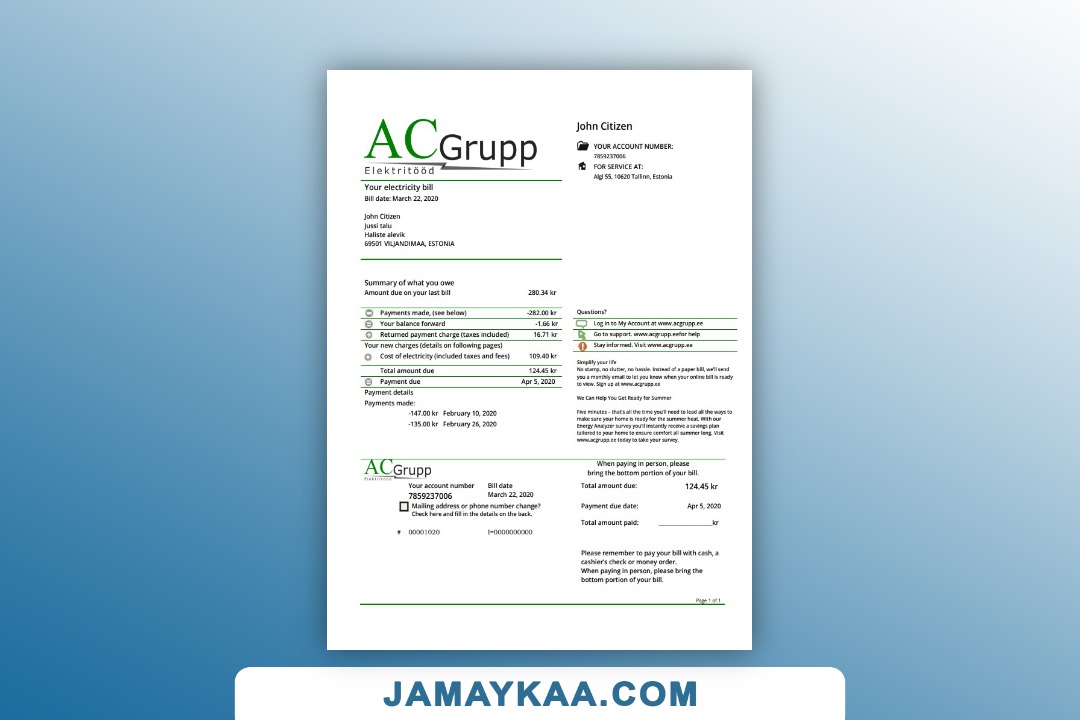 AC Grupp
Elektritööd
Your electricity bill
Bill date: March 22, 2020
John Citizen
Jussi talu
Haliste alevik
69501 VILJANDIMAA, ESTONIA
John Citizen
YOUR ACCOUNT NUMBER:
7859237006
FOR SERVICE AT:
Algi 55, 10620 Tallinn, Estonia
Summary of what you owe
Amount due on your last bill 280.34 kr
Payments made, (see below) -282.00 kr
Your balance forward -1.66 kr
Returned payment charge (taxes included) 16.71 kr
Your new charges (details on following pages)
Cost of electricity (included taxes and fees) 109.40 kr
Total amount due 124.45 kr
Payment due Apr 5, 2020
Payment details
Payments made:
-147.00 kr February 10, 2020
-135.00 kr February 26, 2020
Questions?
Log in to My Account at www.acgrupp.ee
Go to support. www.acgrupp.eefor help
Stay informed. Visit www.acgrupp.ee
Simplify your life
No stamp, no clutter, no hassle. Instead of a paper bill, we'll send
you a monthly email to let you know when your online bill is ready
to view. Sign up at www.acgrupp.ee
We Can Help You Get Ready for Summer
Five minutes – that's all the time you'll need to lead all the ways to
make sure your home is ready for the summer heat. With our
Energy Analyzer survey you'll instantly receive a savings plan
tailored to your home to ensure comfort all summer long. Visit
www.acgrupp.ee today to take your survey.
AC Grupp
Elektritööd
Your account number Bill date
7859237006 March 22, 2020
Mailing address or phone number change?
Check here and fill in the details on the back.
# 00001020 I=0000000000
When paying in person, please
bring the bottom portion of your bill.
Total amount due: 124.45 kr
Payment due date: Apr 5, 2020
Total amount paid: ________________kr
Please remember to pay your bill with cash, a
cashier's check or money order.
When paying in person, please bring the
bottom portion of your bill.
Page 1 of 1
JAMAYKAA.COM